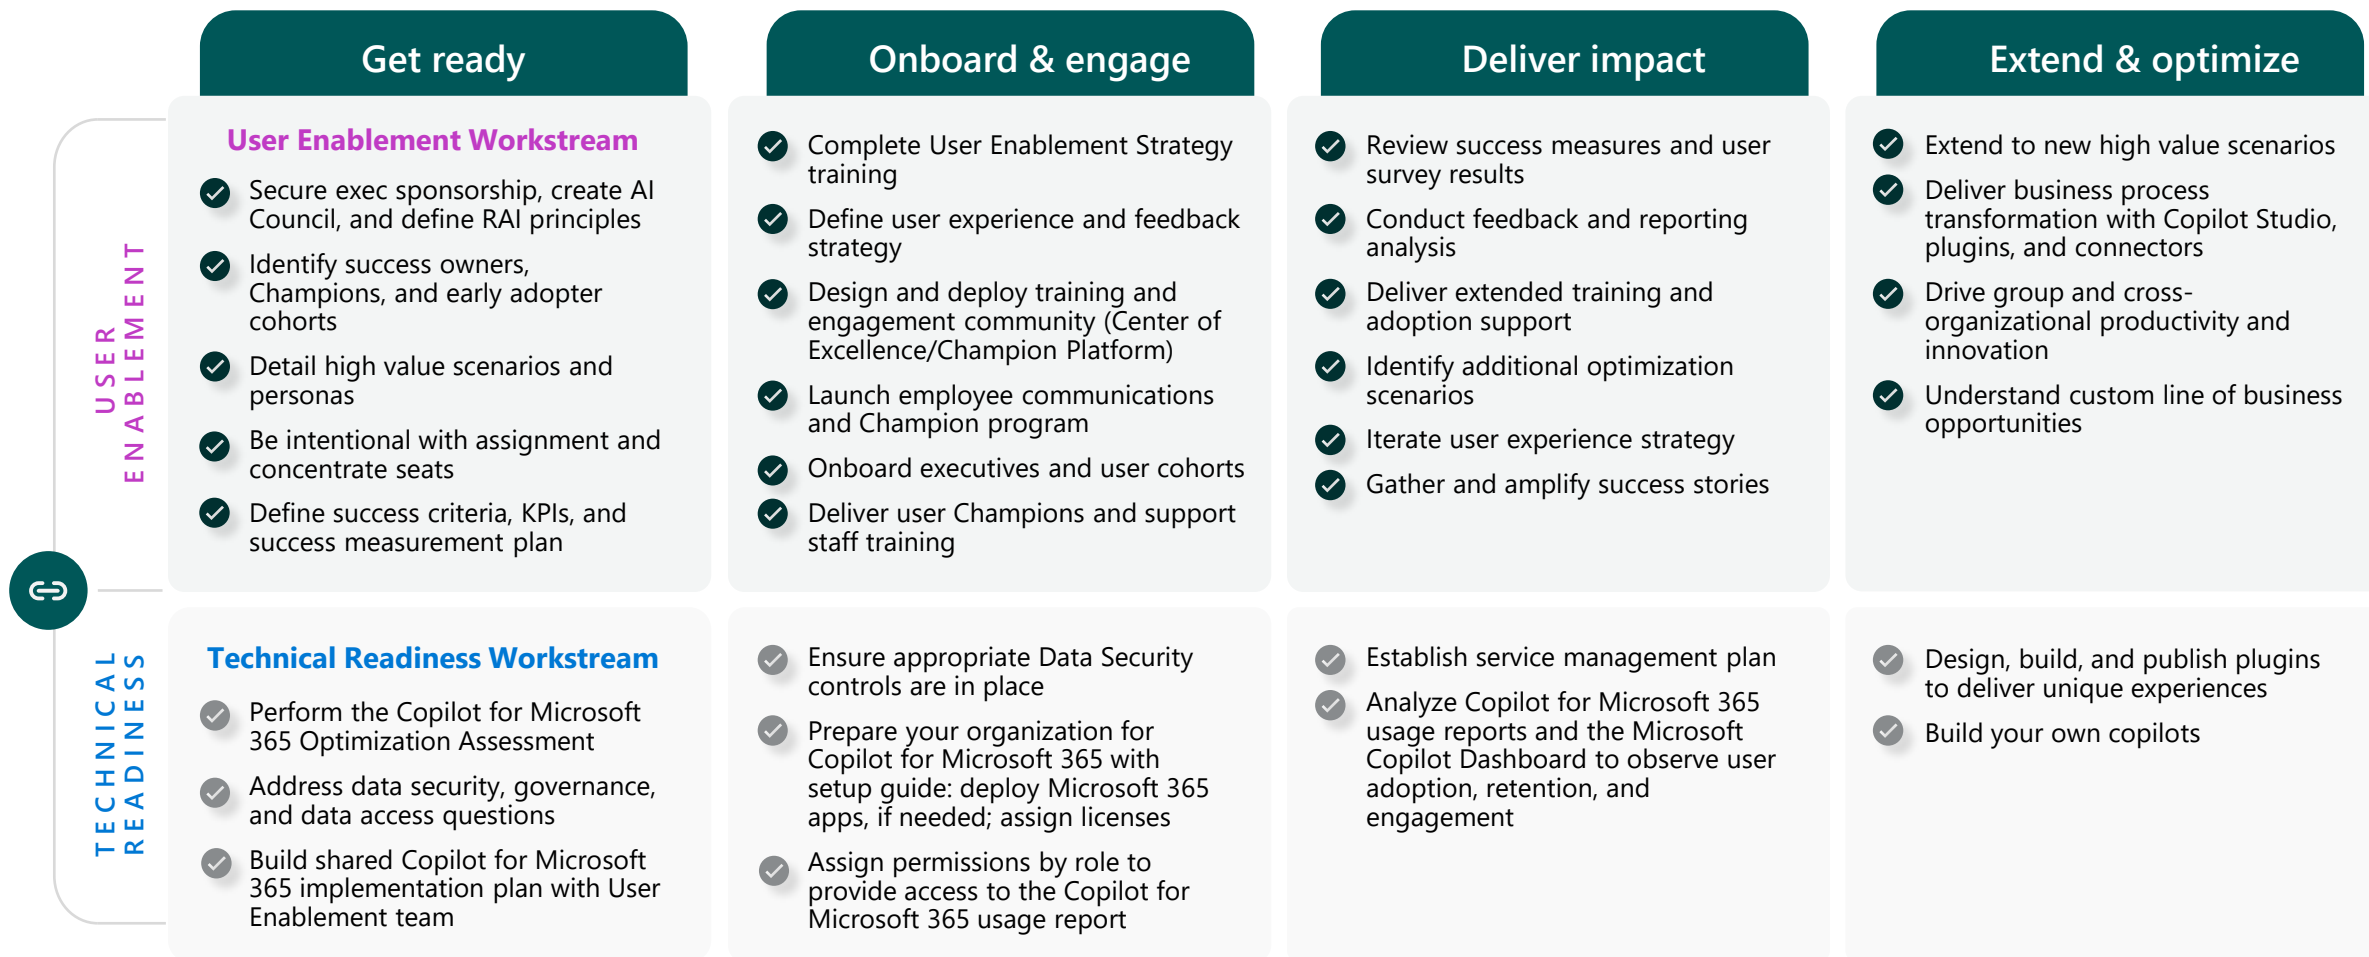 Get ready
Onboard & engage
Deliver impact
Extend & optimize
USER
ENABLEMENT
User Enablement Workstream
Secure exec sponsorship, create AI
Council, and define RAI principles
Identify success owners,
Champions, and early adopter
cohorts
Detail high value scenarios and
personas
Be intentional with assignment and
concentrate seats
Define success criteria, KPIs, and
success measurement plan
Complete User Enablement Strategy
training
Define user experience and feedback
strategy
Design and deploy training and
engagement community (Center of
Excellence/Champion Platform)
Launch employee communications
and Champion program
Onboard executives and user cohorts
Deliver user Champions and support
staff training
Review success measures and user
survey results
Conduct feedback and reporting
analysis
Deliver extended training and
adoption support
Identify additional optimization
scenarios
Iterate user experience strategy
Gather and amplify success stories
Extend to new high value scenarios
Deliver business process
transformation with Copilot Studio,
plugins, and connectors
Drive group and cross-
organizational productivity and
innovation
Understand custom line of business
opportunities
TECHNICAL
READINESS
Technical Readiness Workstream
Perform the Copilot for Microsoft
365 Optimization Assessment
Address data security, governance,
and data access questions
Build shared Copilot for Microsoft
365 implementation plan with User
Enablement team
Ensure appropriate Data Security
controls are in place
Prepare your organization for
Copilot for Microsoft 365 with
setup guide: deploy Microsoft 365
apps, if needed; assign licenses
Assign permissions by role to
provide access to the Copilot for
Microsoft 365 usage report
Establish service management plan
Analyze Copilot for Microsoft 365
usage reports and the Microsoft
Copilot Dashboard to observe user
adoption, retention, and
engagement
Design, build, and publish plugins
to deliver unique experiences
Build your own copilots